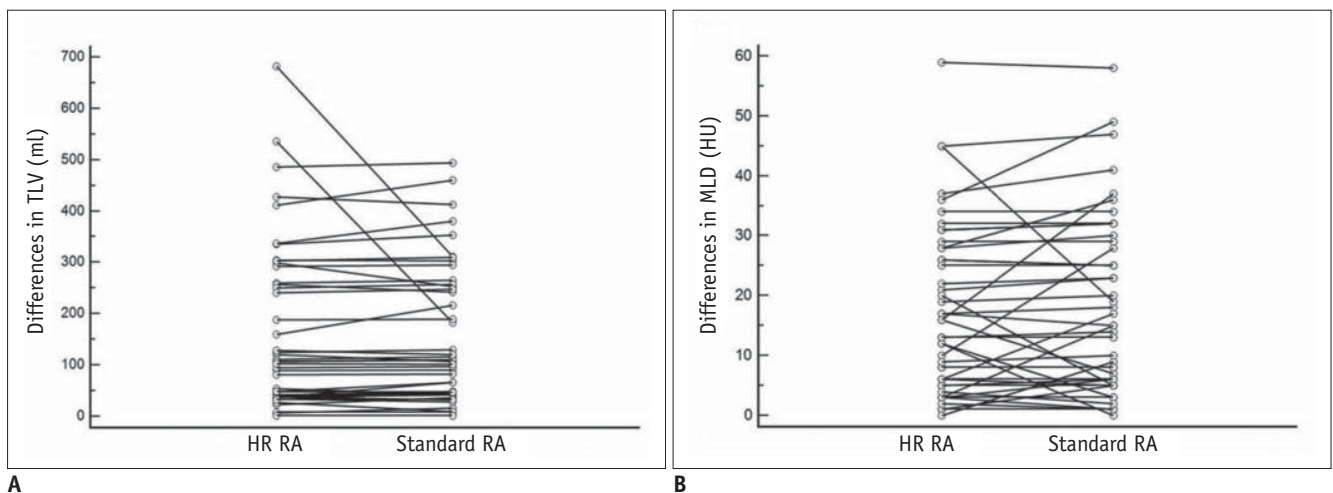 Differences in TLV (ml)
700
600
500
400
300
200
100
0
HR RA
Standard RA
A
Differences in MLD (HU)
60
50
40
30
20
10
0
HR RA
Standard RA
B